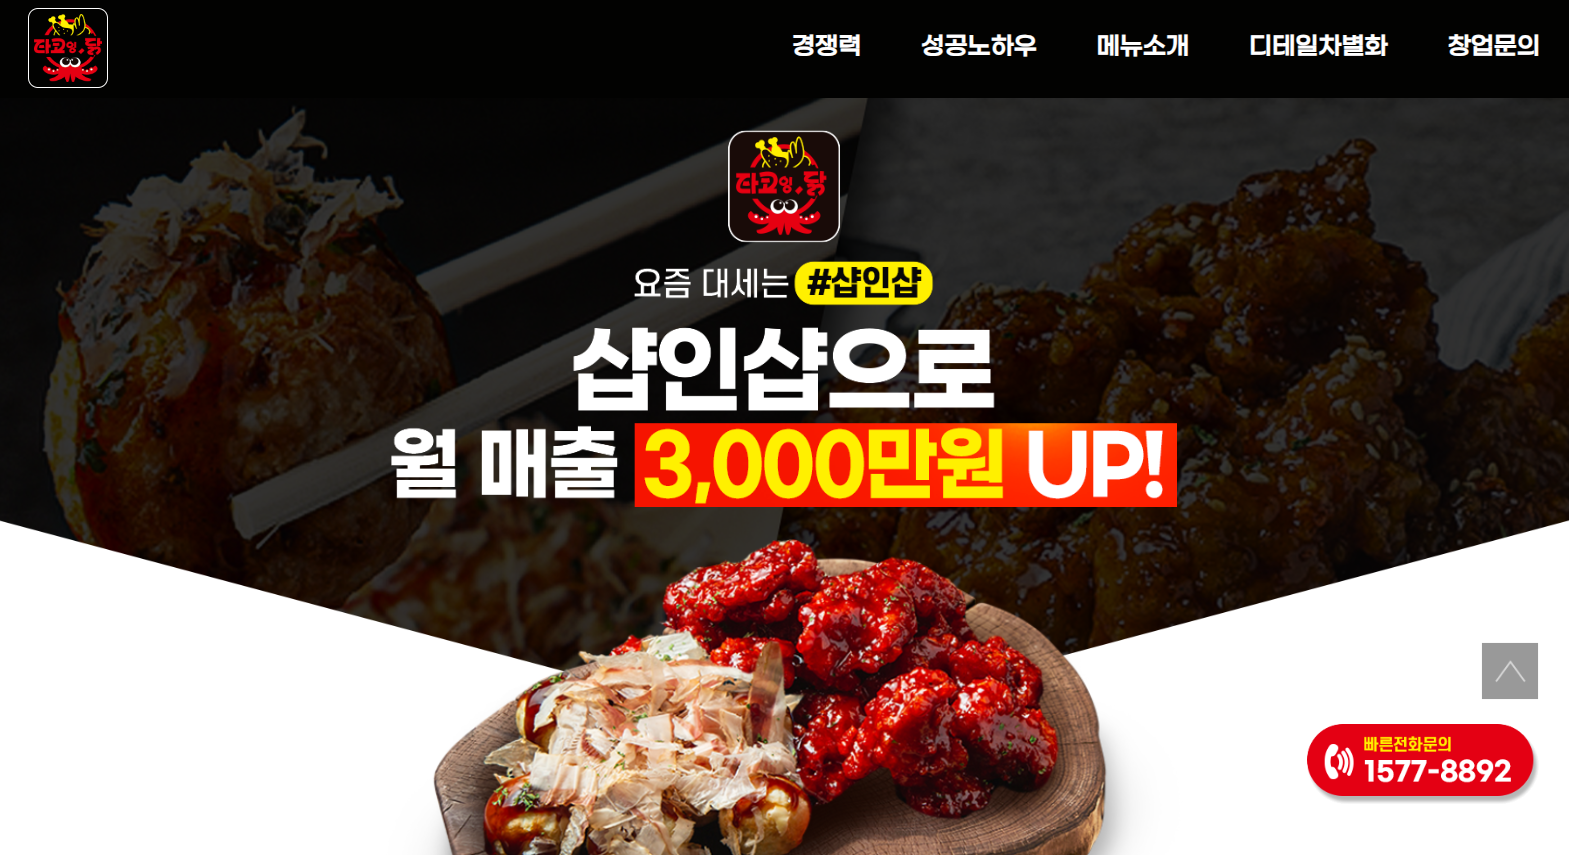 타코잉.닭
경쟁력
성공노하우
메뉴소개
디테일차별화
창업문의
타코잉.닭
요즘 대세는 #샵인샵
샵인샵으로
월 매출 3,000만원 UP!
빠른전화문의
1577-8892